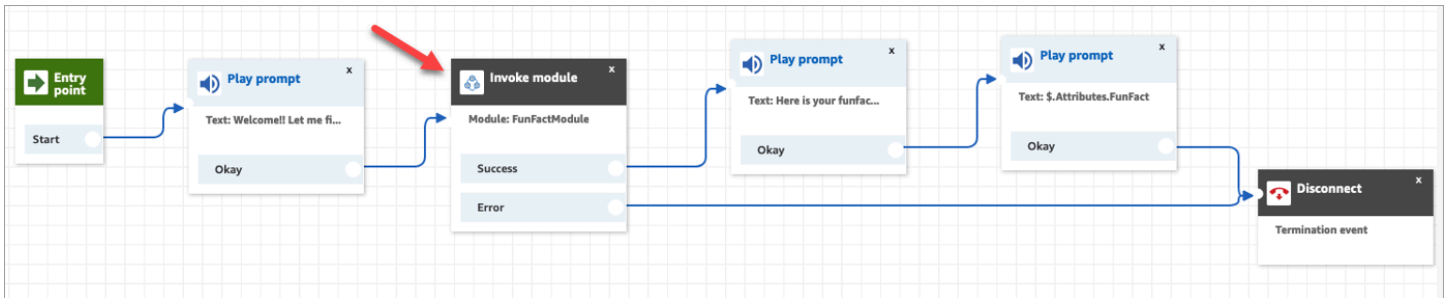 Entry
point
Start
Play prompt
x
Text: Welcome!! Let me fi...
Okay
Invoke module
x
Module: FunFactModule
Success
Error
Play prompt
x
Text: Here is your funfac...
Okay
Play prompt
x
Text: $.Attributes.FunFact
Okay
Disconnect
x
Termination event